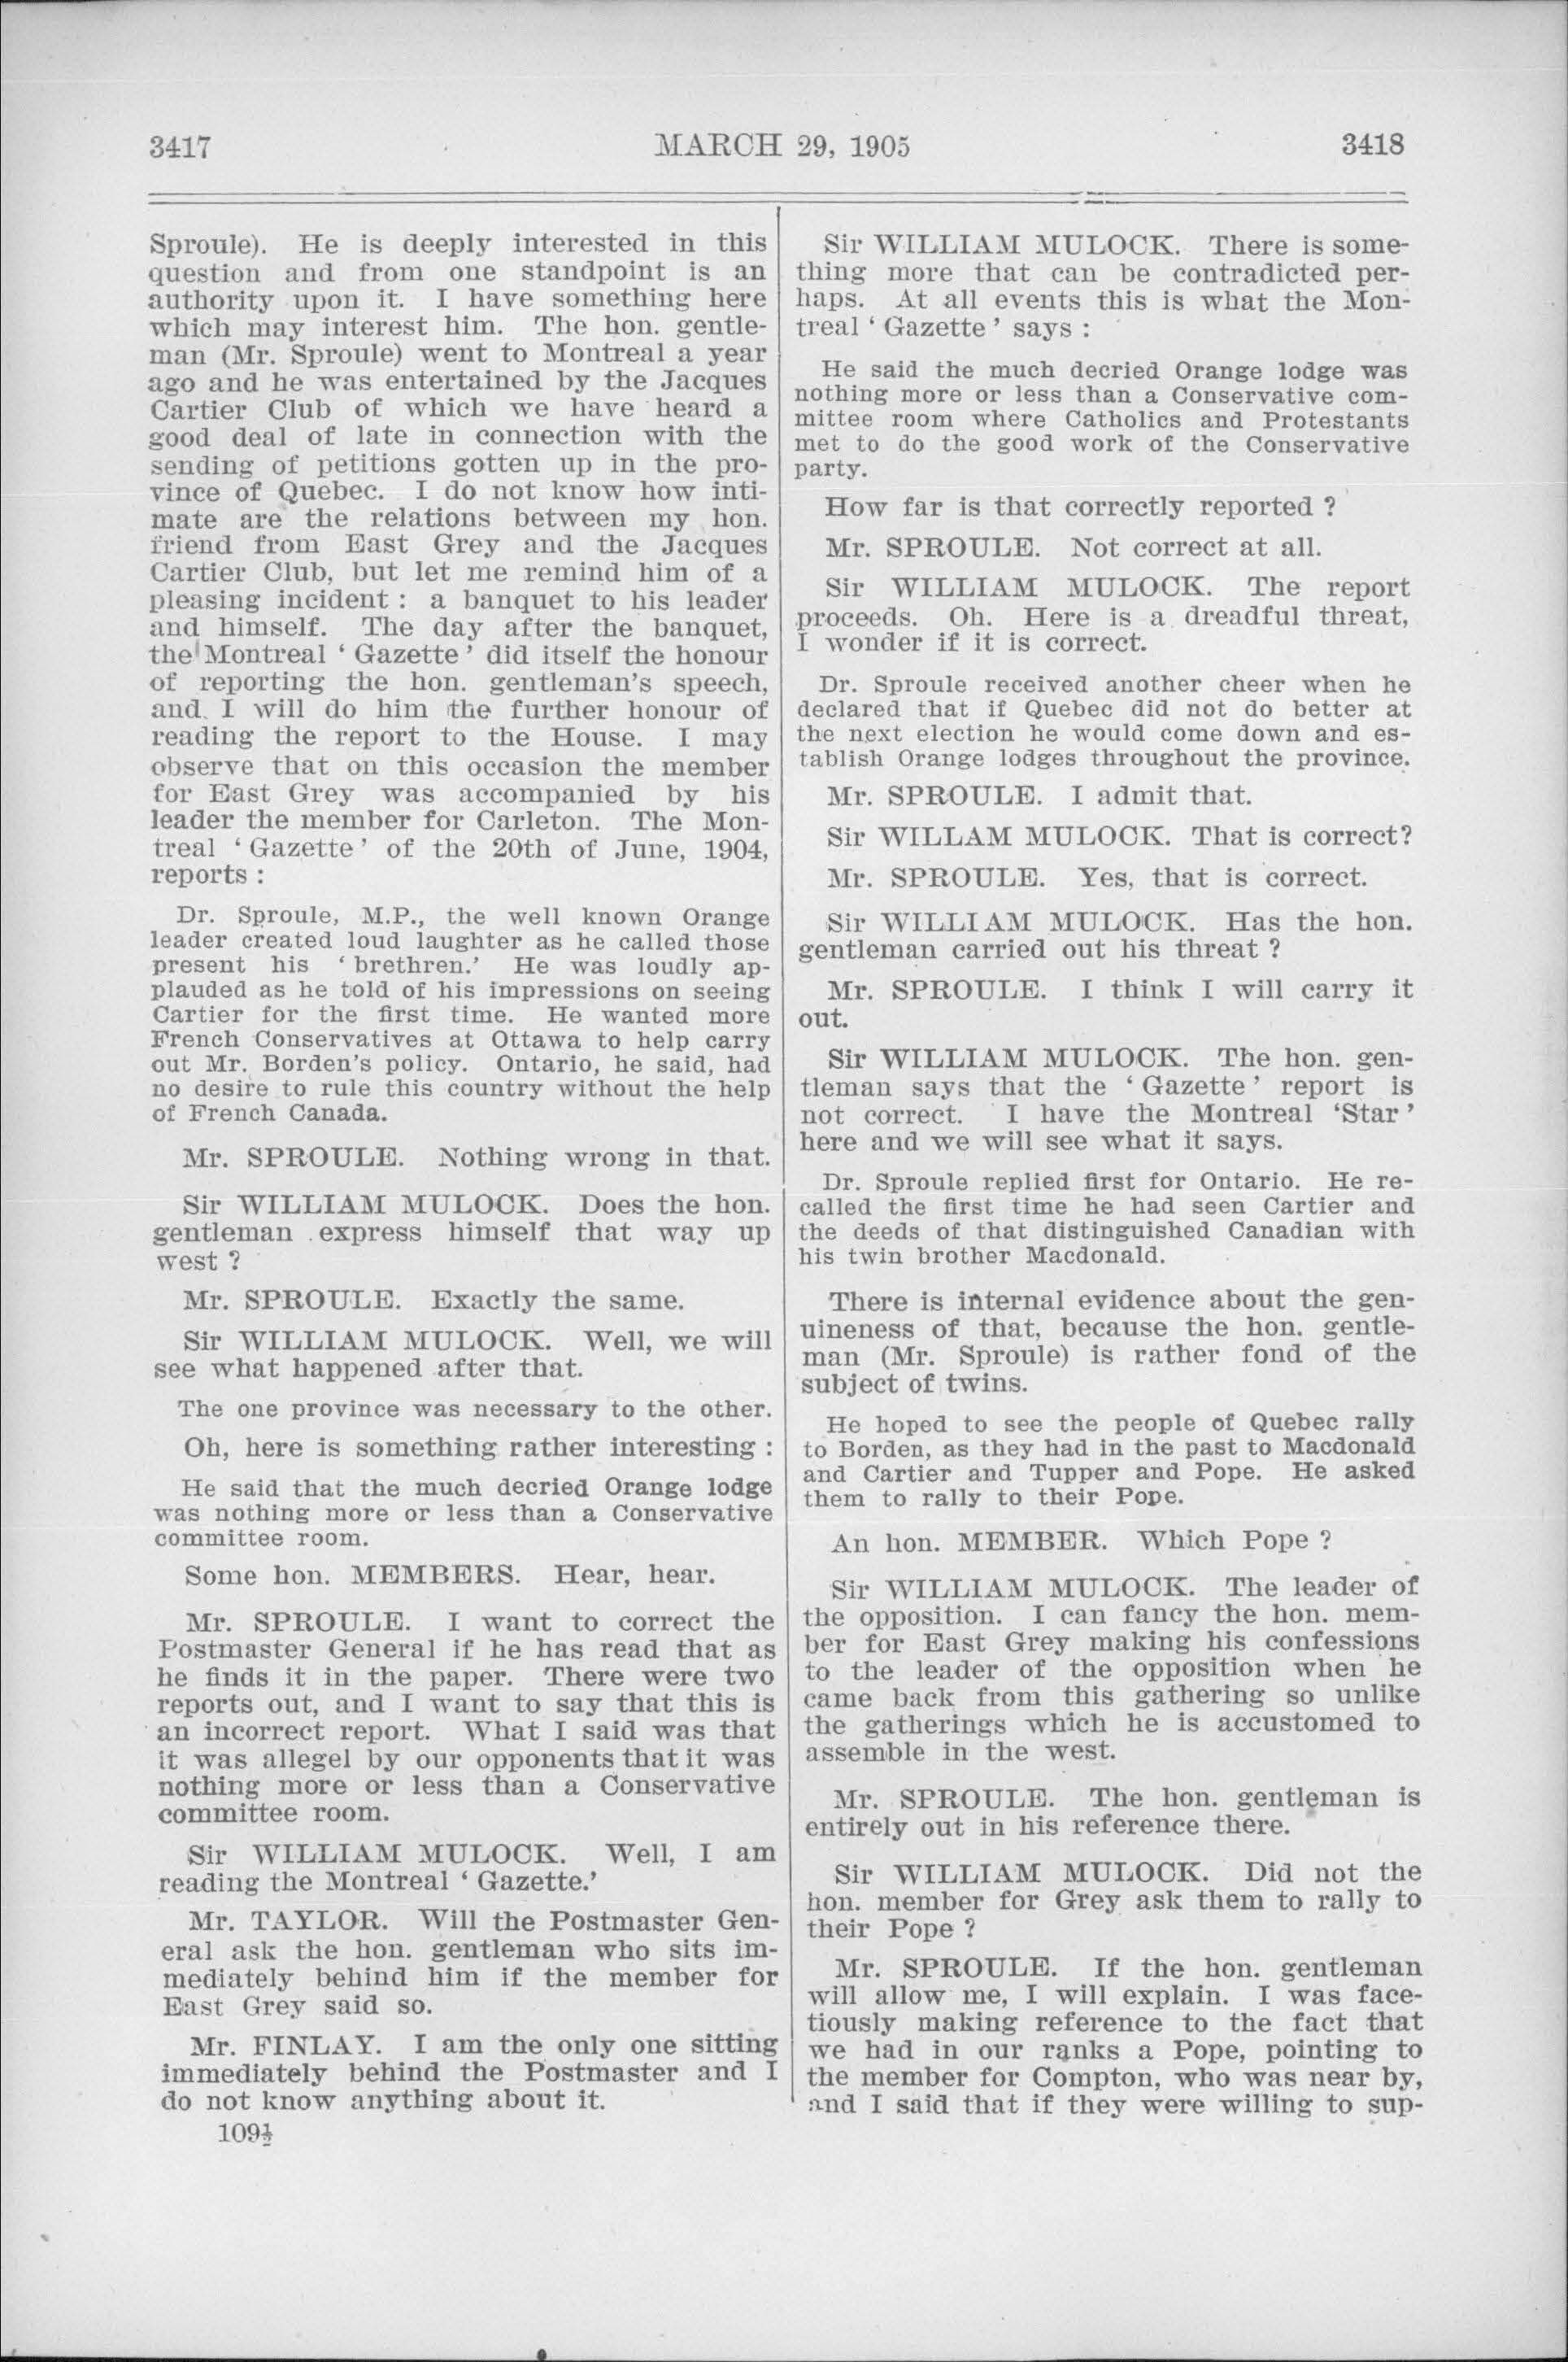 3417
MARCH 29, 1905
3418
Sproule). He is deeply interested in this
question and from one standpoint is an
authority upon it. I have something here
which may interest him. The hon. gentle-
man (Mr. Sproule) went to Montreal a year
ago and he was entertained by the Jacques
Cartier Club of which we have heard a
good deal of late in connection with the
sending of petitions gotten up in the pro-
vince of Quebec. I do not know how inti-
mate are the relations between my hon.
friend from East Grey and the Jacques
Cartier Club, but let me remind him of a
pleasing incident : a banquet to his leader
and himself. The day after the banquet,
the Montreal ‘ Gazette ’ did itself the honour
of reporting the hon. gentleman's speech,
and I will do him the further honour of
reading the report to the House. I may
observe that on this occasion the member
for East Grey was accompanied by his
leader the member for Carleton. The Mon-
treal ‘ Gazette ’ of the 20th of June, 1904,
reports :
Dr. Sproule, M.P., the well known Orange
leader created loud laughter as he called those
present his ‘ brethren.’ He was loudly ap-
plauded as he told of his impressions on seeing
Cartier for the first time. He wanted more
French Conservatives at Ottawa to help carry
out Mr. Borden's policy. Ontario, he said, had
no desire to rule this country without the help
of French Canada.
Mr. SPROULE. Nothing wrong in that.
Sir WILLIAM MULOCK. Does the hon.
gentleman express himself that way up
west ?
Mr. SPROULE. Exactly the same.
Sir WILLIAM MULOCK. Well, we will
see what happened after that.
The one province was necessary to the other.
Oh, here is something rather interesting :
He said that the much decried Orange lodge
was nothing more or less than a Conservative
committee room.
Some hon. MEMBERS. Hear, hear.
Mr. SPROULE. I want to correct the
Postmaster General if he has read that as
he finds it in the paper. There were two
reports out, and I want to say that this is
an incorrect report. What I said was that
it was allegel by our opponents that it was
nothing more or less than a Conservative
committee room.
Sir WILLIAM MULOCK. Well, I am
reading the Montreal ‘ Gazette.’
Mr. TAYLOR. Will the Postmaster Gen-
eral ask the hon. gentleman who sits im-
mediately behind him if the member for
East Grey said so.
Mr. FINLAY. I am the only one sitting
immediately behind the Postmaster and I
do not know anything about it.
109½
Sir WILLIAM MULOCK. There is some-
thing more that can be contradicted per-
haps. At all events this is what the Mon-
treal ‘ Gazette ’ says :
He said the much decried Orange lodge was
nothing more or less than a Conservative com-
mittee room where Catholics and Protestants
met to do the good work of the Conservative
party.
How far is that correctly reported ?
Mr. SPROULE. Not correct at all.
Sir WILLIAM MULOCK. The report
proceeds. Oh. Here is a dreadful threat,
I wonder if it is correct.
Dr. Sproule received another cheer when he
declared that if Quebec did not do better at
the next election he would come down and es-
tablish Orange lodges throughout the province.
Mr. SPROULE. I admit that.
Sir WILLAM MULOCK. That is correct?
Mr. SPROULE. Yes, that is correct.
Sir WILLIAM MULOCK. Has the hon.
gentleman carried out his threat ?
Mr. SPROULE. I think I will carry it
out.
Sir WILLIAM MULOCK. The hon. gen-
tleman says that the ‘ Gazette ’ report is
not correct. I have the Montreal ‘Star ’
here and we will see what it says.
Dr. Sproule replied first for Ontario. He re-
called the first time he had seen Cartier and
the deeds of that distinguished Canadian with
his twin brother Macdonald.
There is internal evidence about the gen-
uineness of that, because the hon. gentle-
man (Mr. Sproule) is rather fond of the
subject of twins.
He hoped to see the people of Quebec rally
to Borden, as they had in the past to Macdonald
and Cartier and Tupper and Pope. He asked
them to rally to their Pope.
An hon. MEMBER. Which Pope ?
Sir WILLIAM MULOCK. The leader of
the opposition. I can fancy the hon. mem-
ber for East Grey making his confessions
to the leader of the opposition when he
came back from this gathering so unlike
the gatherings which he is accustomed to
assemble in the west.
Mr. SPROULE. The hon. gentleman is
entirely out in his reference there.
Sir WILLIAM MULOCK. Did not the
hon. member for Grey ask them to rally to
their Pope ?
Mr. SPROULE. If the hon. gentleman
will allow me, I will explain. I was face-
tiously making reference to the fact that
we had in our ranks a Pope, pointing to
the member for Compton, who was near by,
and I said that if they were willing to sup-